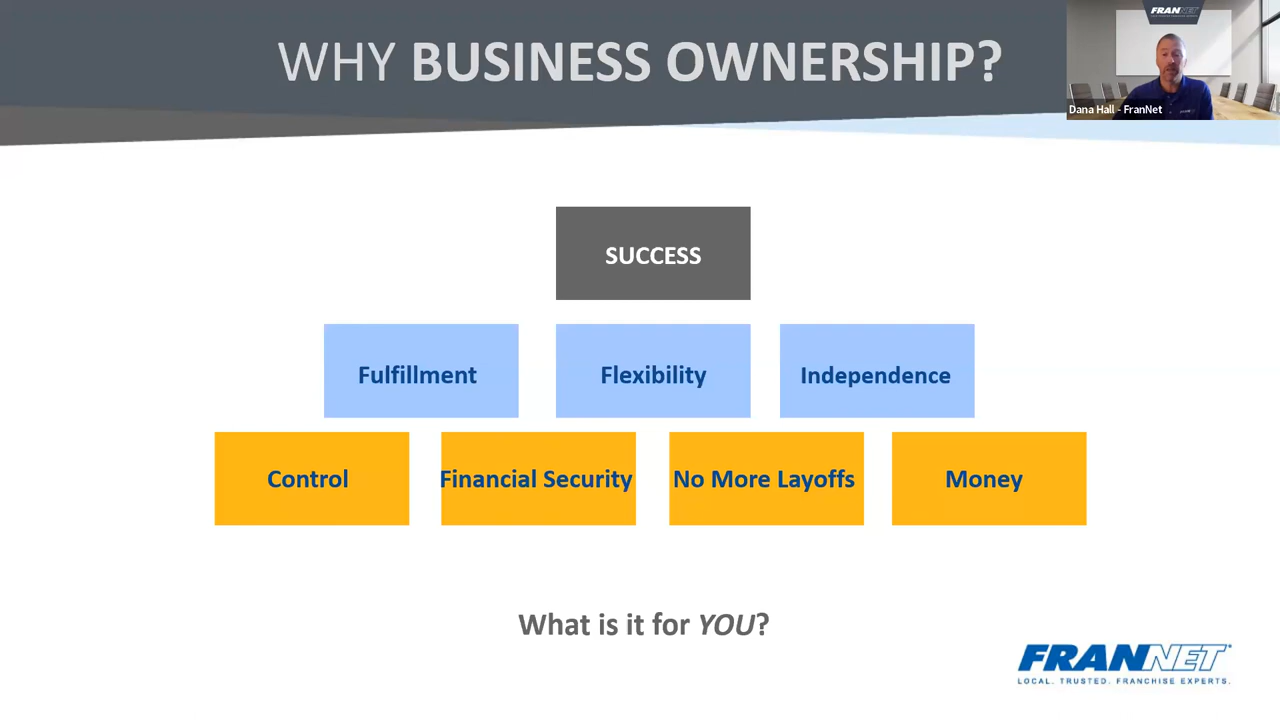 WHY BUSINESS OWNERSHIP?
FRANNET
Dana Hall - FranNet
SUCCESS
Fulfillment
Flexibility
Independence
Control
Financial Security
No More Layoffs
Money
What is it for YOU?
FRANNET
LOCAL. TRUSTED. FRANCHISE EXPERTS.